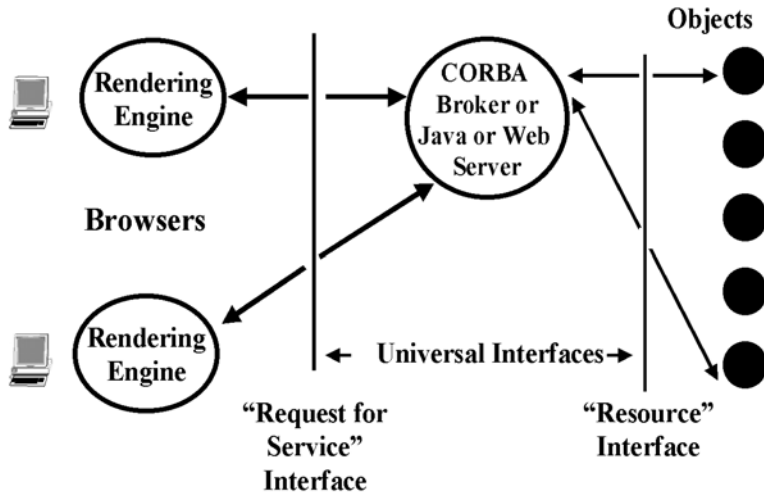 Objects
Rendering
Engine
CORBA
Broker or
Java or Web
Server
Browsers
Rendering
Engine
Universal Interfaces
“Request for
Service”
Interface
“Resource”
Interface